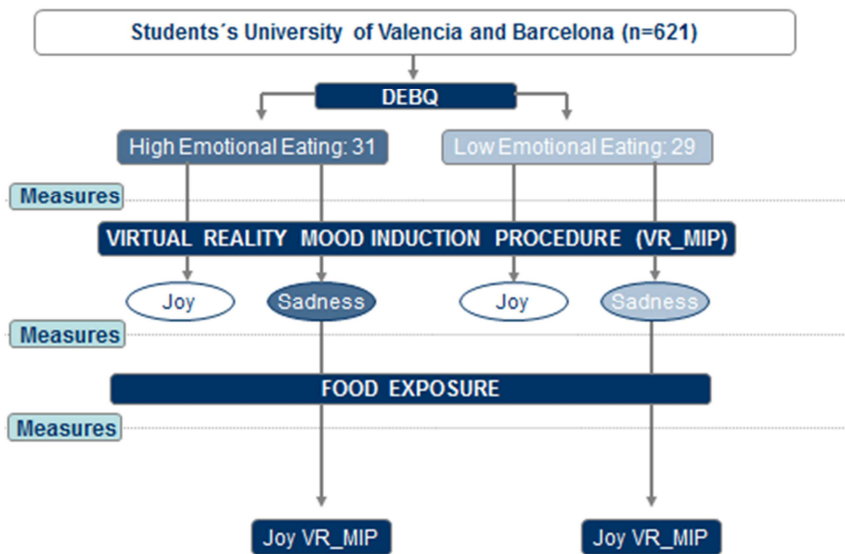 Students´s University of Valencia and Barcelona (n=621)
DEBQ
High Emotional Eating: 31
Low Emotional Eating: 29
Measures
VIRTUAL REALITY MOOD INDUCTION PROCEDURE (VR_MIP)
Joy
Sadness
Joy
Sadness
Measures
FOOD EXPOSURE
Measures
Joy VR_MIP
Joy VR_MIP